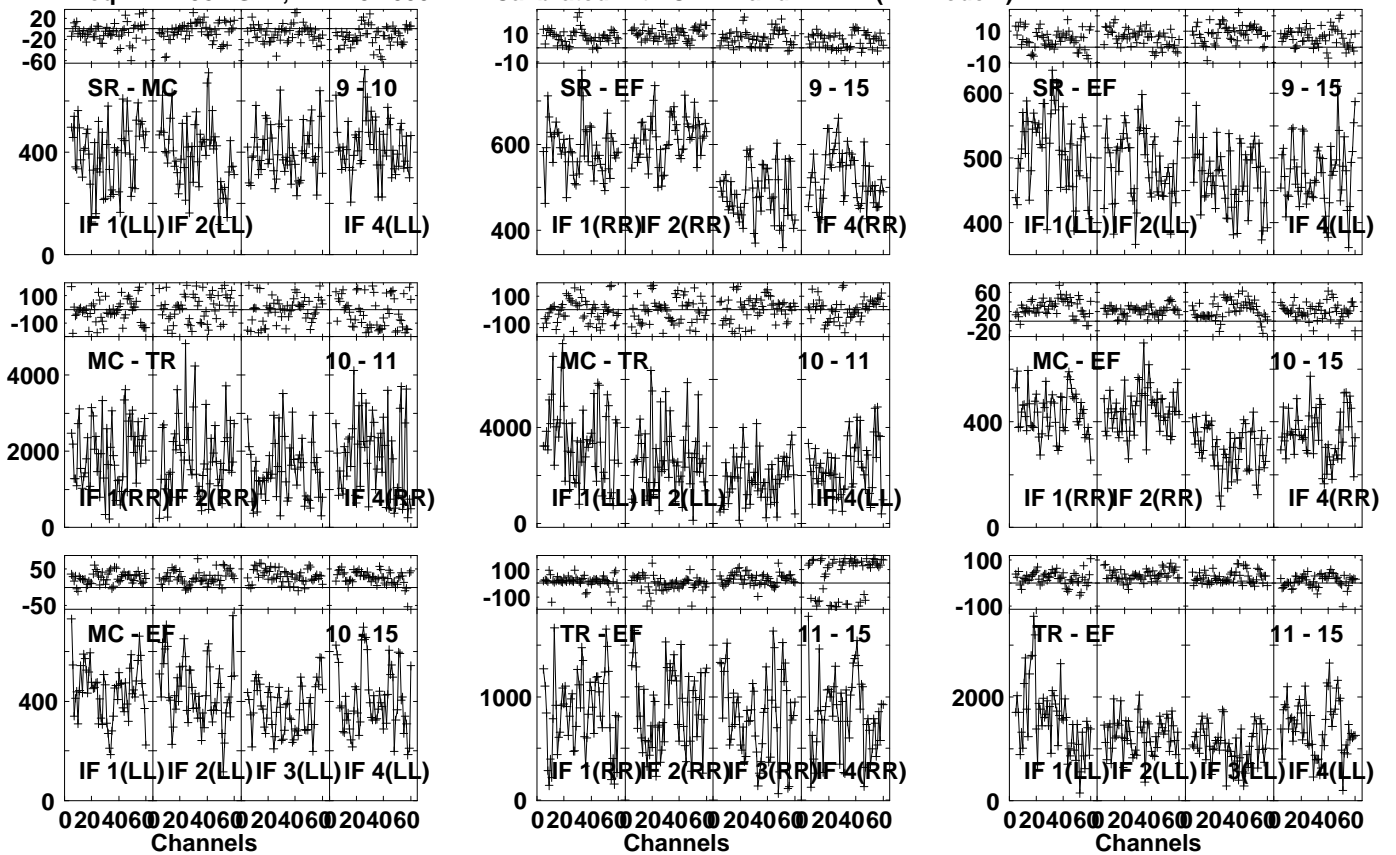 20
-20
-60
SR - MC 9 - 10
400
IF 1(LL) IF 2(LL) IF 4(LL)
0
10
-10
SR - EF 9 - 15
600
IF 1(RR) IF 2(RR) IF 4(RR)
400
10
-10
600
SR - EF 9 - 15
500
400
IF 1(LL) IF 2(LL) IF 4(LL)
100
-100
MC - TR 10 - 11
4000
2000
IF 1(RR) IF 2(RR) IF 4(RR)
0
100
-100
MC - TR 10 - 11
4000
IF 1(LL) IF 2(LL) IF 4(LL)
0
60
20
-20
MC - EF 10 - 15
400
IF 1(RR) IF 2(RR) IF 4(RR)
0
50
-50
MC - EF 10 - 15
400
IF 1(LL) IF 2(LL) IF 3(LL) IF 4(LL)
0
0204060 0204060 0204060 0204060
Channels
100
-100
TR - EF 11 - 15
1000
IF 1(RR) IF 2(RR) IF 3(RR) IF 4(RR)
0
0204060 0204060 0204060 0204060
Channels
100
-100
TR - EF 11 - 15
2000
IF 1(LL) IF 2(LL) IF 3(LL) IF 4(LL)
0
0204060 0204060 0204060 0204060
Channels